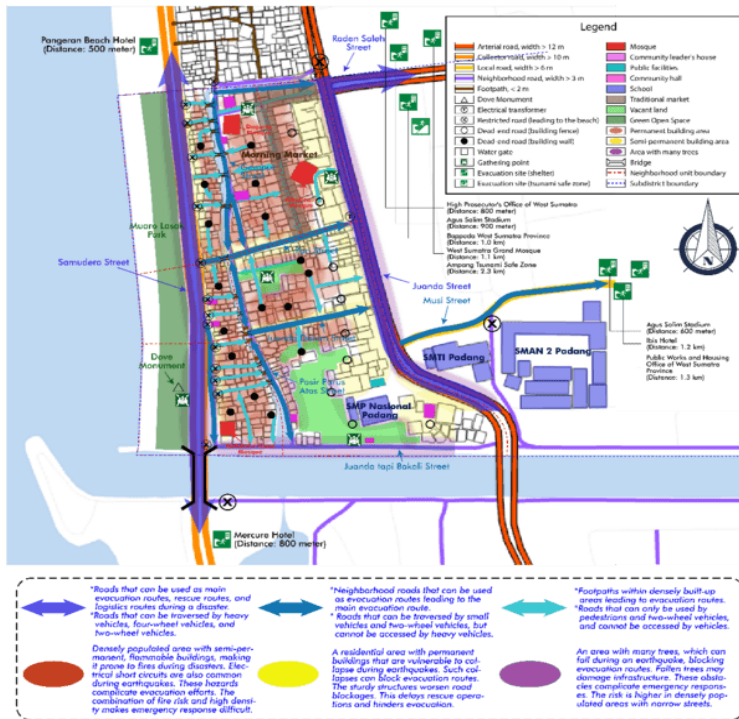 Pangeran Beach Hotel
(Distance: 500 meter)
Raden Saleh
Street
Legend
Arterial road, width > 12 m
Collector road, width > 10 m
Local road, width > 6 m
Neighborhood road, width > 3 m
Footpath, < 2 m
Dove Monument
Electrical transformer
Restricted road (leading to the beach)
Dead-end road (building fence)
Dead-end road (building wall)
Water gate
Gathering point
Evacuation site (shelter)
Evacuation site (tsunami safe zone)
Mosque
Community leader's house
Public facilities
Community hall
School
Traditional market
Vacant land
Green Open Space
Permanent building area
Semi-permanent building area
Area with many trees
Bridge
Neighborhood unit boundary
Subdistrict boundary
Morning Market
Muaro Lasak
Park
Samudera Street
High Prosecutor's Office of West Sumatra
(Distance: 800 meter)
Agus Salim Stadium
(Distance: 900 meter)
Bappeda West Sumatra Province
(Distance: 1.0 km)
West Sumatra Grand Mosque
(Distance: 1.1 km)
Ampang Tsunami Safe Zone
(Distance: 2.3 km)
Juanda Street
Musi Street
Agus Salim Stadium
(Distance: 600 meter)
Ibis Hotel
(Distance: 1.2 km)
Public Works and Housing
Office of West Sumatra
Province
(Distance: 1.3 km)
SMTI Padang
SMAN 2 Padang
Dove
Monument
Pasir Purus
Atas Street
SMP Nasional
Padang
Juanda tapi Bakali Street
Mercure Hotel
(Distance: 800 meter)
*Roads that can be used as main
evacuation routes, rescue routes, and
logistics routes during a disaster.
*Roads that can be traversed by heavy
vehicles, four-wheel vehicles, and
two-wheel vehicles.
*Neighborhood roads that can be used
as evacuation routes leading to the
main evacuation route.
* Roads that can be traversed by small
vehicles and two-wheel vehicles, but
cannot be accessed by heavy vehicles.
*Footpaths within densely built-up
areas leading to evacuation routes.
*Roads that can only be used by
pedestrians and two-wheel vehicles,
and cannot be accessed by vehicles.
Densely populated area with semi-per-
manent, flammable buildings, making
it prone to fires during disasters. Elec-
trical short circuits are also common
during earthquakes. These hazards
complicate evacuation efforts. The
combination of fire risk and high densi-
ty makes emergency response difficult.
A residential area with permanent
buildings that are vulnerable to col-
lapse during earthquakes. Such col-
lapses can block evacuation routes.
The sturdy structures worsen road
blockages. This delays rescue opera-
tions and hinders evacuation.
An area with many trees, which can
fall during an earthquake, blocking
evacuation routes. Fallen trees may
damage infrastructure. These obsta-
cles complicate emergency respons-
es. The risk is higher in densely popu-
lated areas with narrow streets.